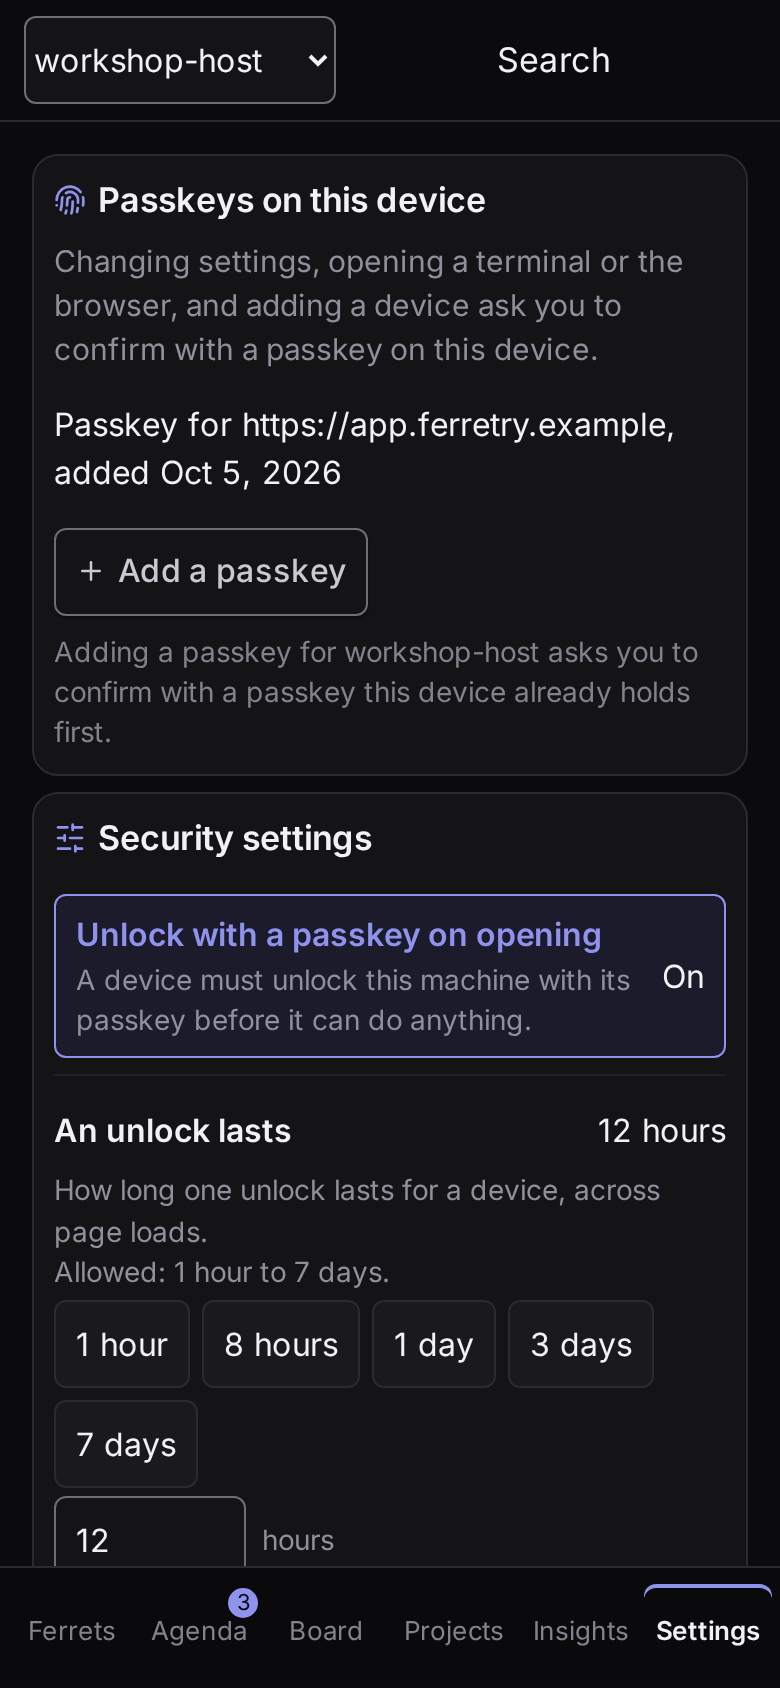 workshop-host
Search
Passkeys on this device
Changing settings, opening a terminal or the
browser, and adding a device ask you to
confirm with a passkey on this device.
Passkey for https://app.ferretry.example,
added Oct 5, 2026
+ Add a passkey
Adding a passkey for workshop-host asks you to
confirm with a passkey this device already holds
first.
Security settings
Unlock with a passkey on opening
A device must unlock this machine with its
passkey before it can do anything.
On
An unlock lasts
12 hours
How long one unlock lasts for a device, across
page loads.
Allowed: 1 hour to 7 days.
1 hour
8 hours
1 day
3 days
7 days
12
hours
3
Ferrets
Agenda
Board
Projects
Insights
Settings